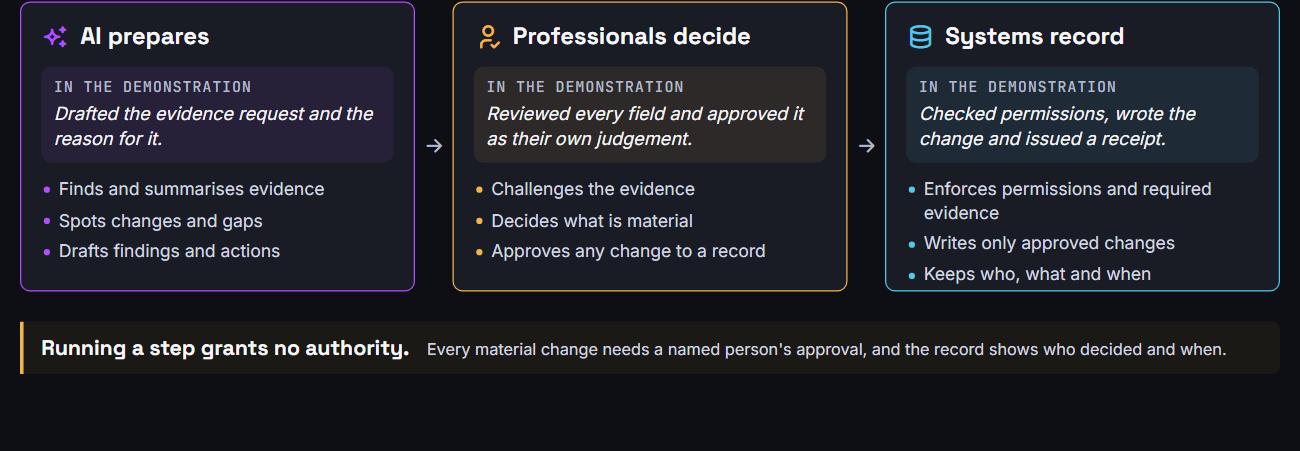 AI prepares
IN THE DEMONSTRATION
Drafted the evidence request and the
reason for it.
Finds and summarises evidence
Spots changes and gaps
Drafts findings and actions
Professionals decide
IN THE DEMONSTRATION
Reviewed every field and approved it
as their own judgement.
Challenges the evidence
Decides what is material
Approves any change to a record
Systems record
IN THE DEMONSTRATION
Checked permissions, wrote the
change and issued a receipt.
Enforces permissions and required
evidence
Writes only approved changes
Keeps who, what and when
Running a step grants no authority. Every material change needs a named person's approval, and the record shows who decided and when.